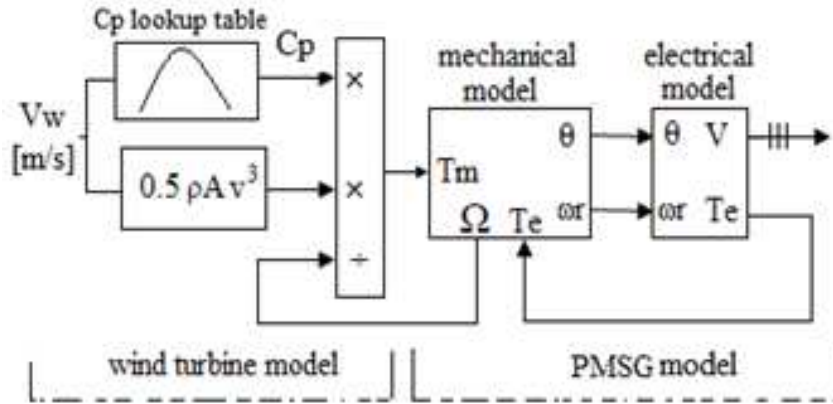 Cp lookup table
Cp
mechanical model
electrical model
Vw
[m/s]
0.5 ρA v³
×
×
÷
Tm
θ
Ω
Te
ωr
θ
V
ωr
Te
wind turbine model
PMSG model